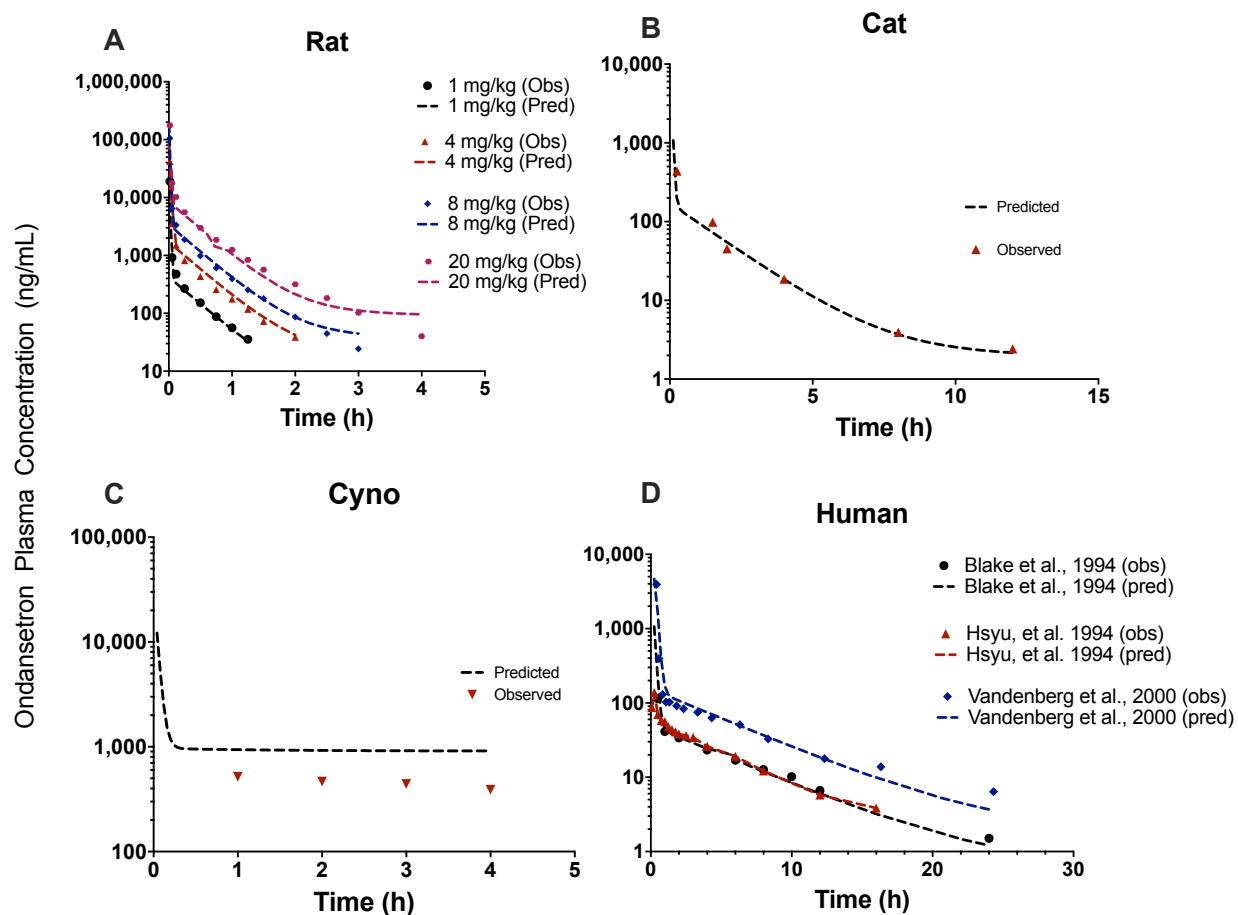 Ondansetron Plasma Concentration (ng/mL)
A
Rat
1,000,000
100,000
10,000
1,000
100
10
0
1
2
3
4
5
Time (h)
1 mg/kg (Obs)
1 mg/kg (Pred)
4 mg/kg (Obs)
4 mg/kg (Pred)
8 mg/kg (Obs)
8 mg/kg (Pred)
20 mg/kg (Obs)
20 mg/kg (Pred)
B
Cat
10,000
1,000
100
10
1
0
5
10
15
Time (h)
Predicted
Observed
C
Cyno
100,000
10,000
1,000
100
0
1
2
3
4
5
Time (h)
Predicted
Observed
D
Human
10,000
1,000
100
10
1
0
10
20
30
Time (h)
Blake et al., 1994 (obs)
Blake et al., 1994 (pred)
Hsyu, et al. 1994 (obs)
Hsyu, et al. 1994 (pred)
Vandenberg et al., 2000 (obs)
Vandenberg et al., 2000 (pred)